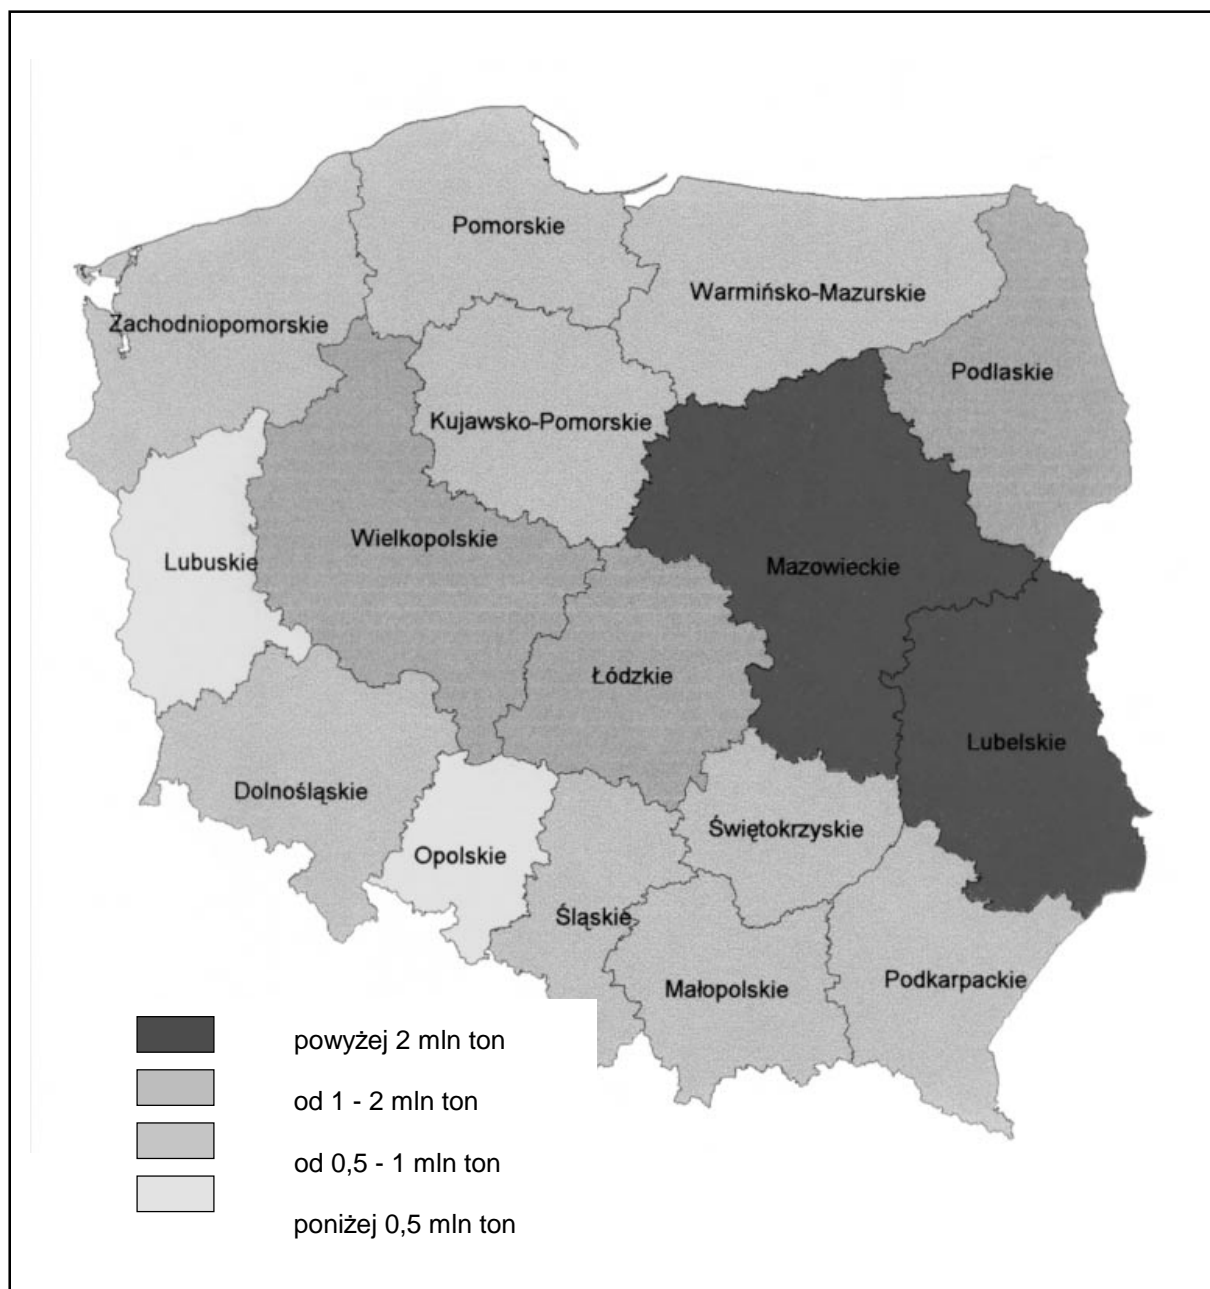 Pomorskie
Warmińsko-Mazurskie
Zachodniopomorskie
Podlaskie
Kujawsko-Pomorskie
Wielkopolskie
Lubuskie
Mazowieckie
Łódzkie
Lubelskie
Dolnośląskie
Świętokrzyskie
Opolskie
Śląskie
Podkarpackie
Małopolskie
powyżej 2 mln ton
od 1 - 2 mln ton
od 0,5 - 1 mln ton
poniżej 0,5 mln ton